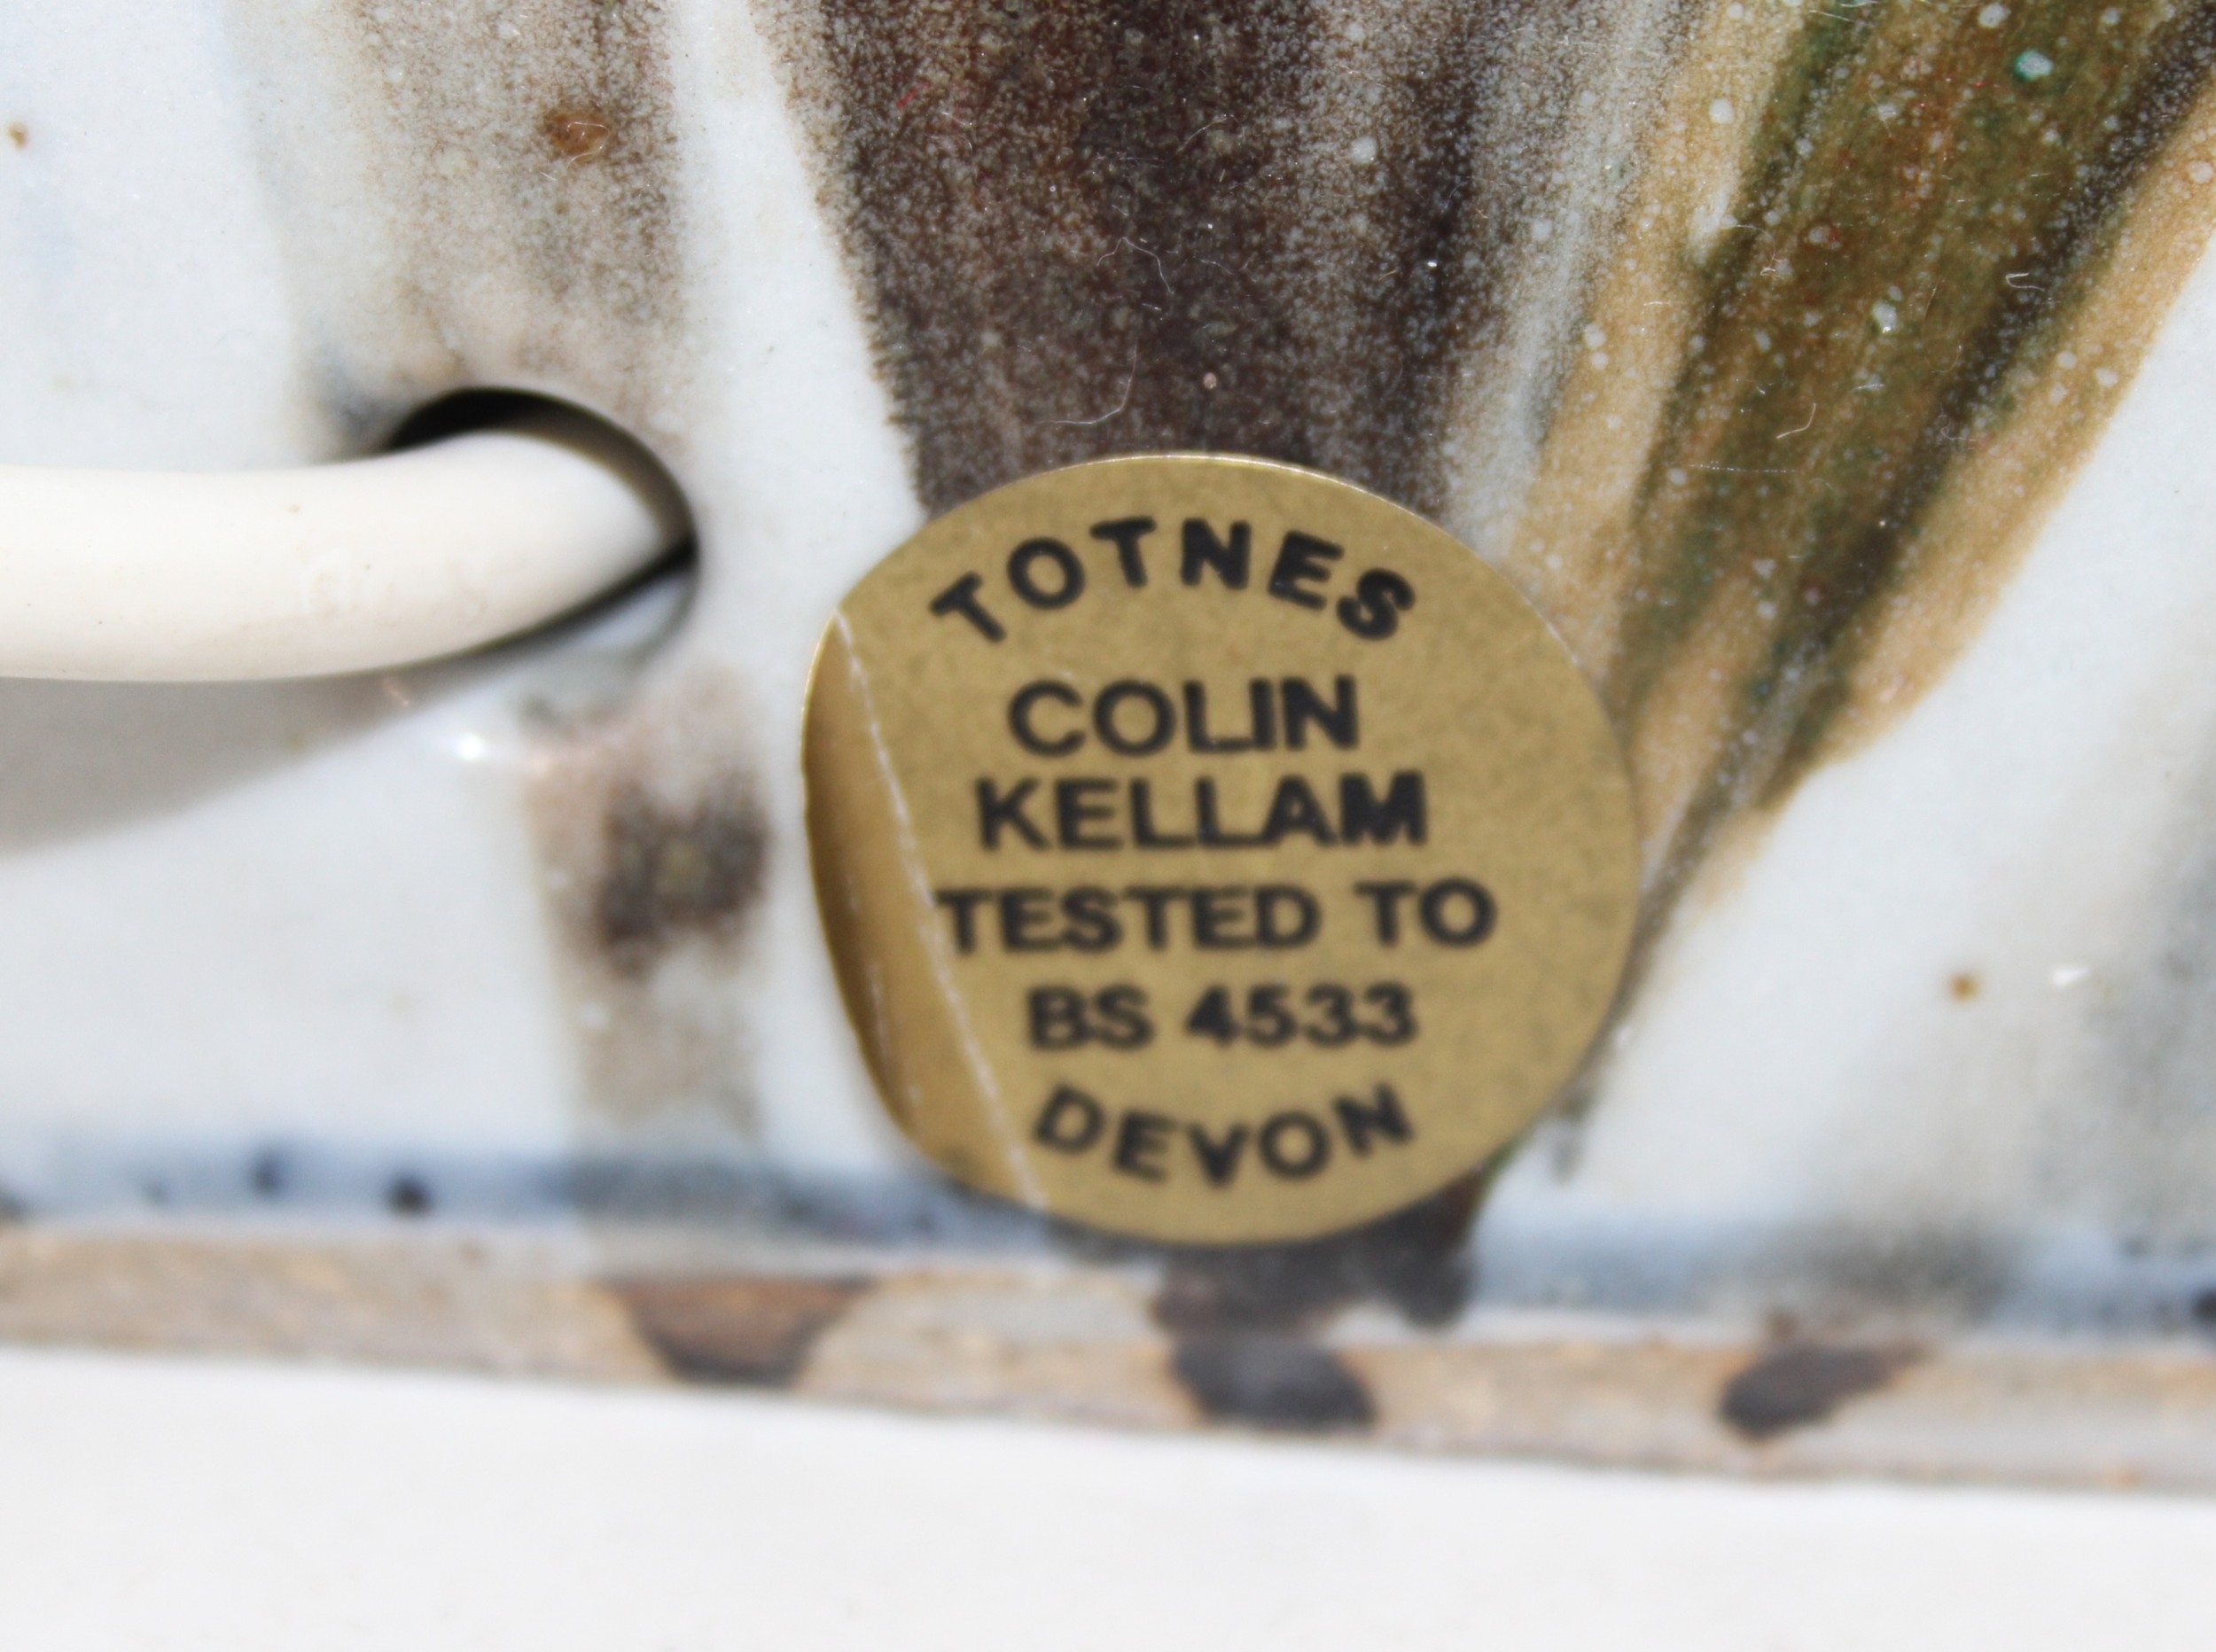 TOTNES
COLIN
KELLAM
TESTED TO
BS 4533
DEVON